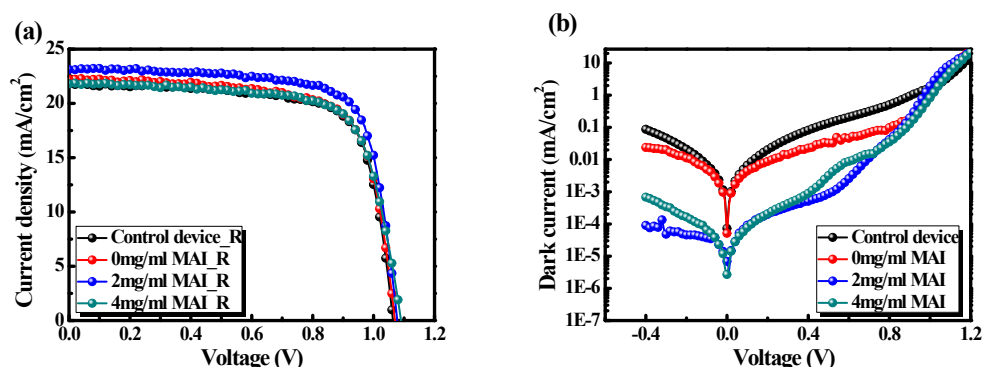 (a)
Current density (mA/cm²)
25
20
15
10
5
0
0.0 0.2 0.4 0.6 0.8 1.0 1.2
Voltage (V)
Control device_R
0mg/ml MAI_R
2mg/ml MAI_R
4mg/ml MAI_R
(b)
Dark current (mA/cm²)
10
1
0.1
0.01
1E-3
1E-4
1E-5
1E-6
1E-7
-0.4 0.0 0.4 0.8 1.2
Voltage (V)
Control device
0mg/ml MAI
2mg/ml MAI
4mg/ml MAI